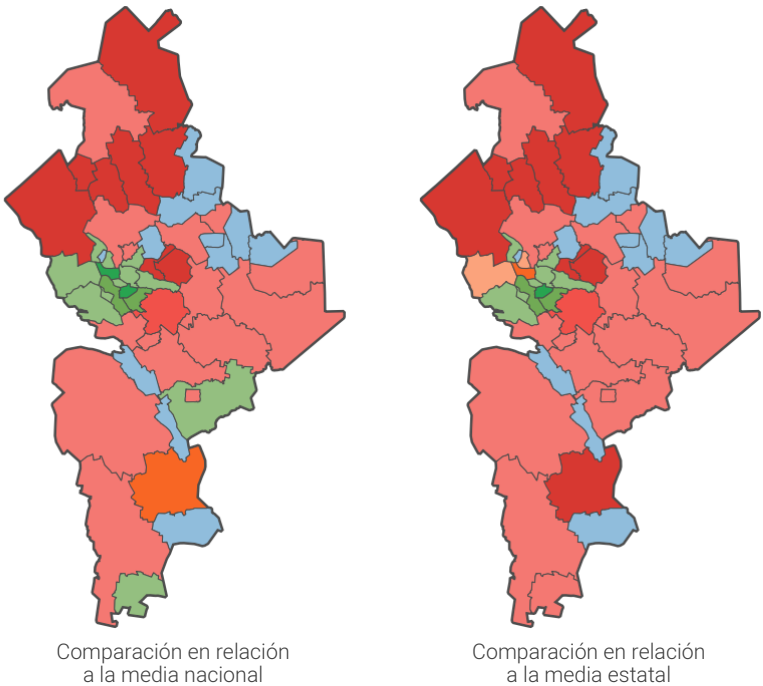 Comparación en relación
a la media nacional
Comparación en relación
a la media estatal